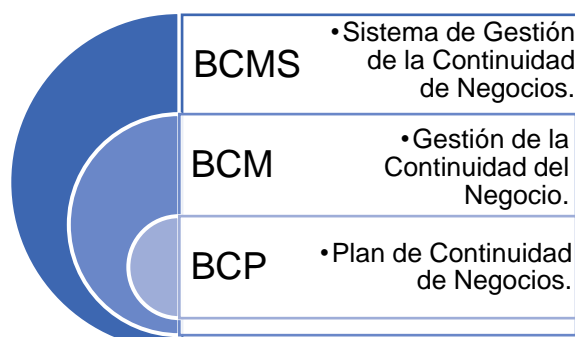 BCMS
•Sistema de Gestión
de la Continuidad
de Negocios.
BCM
•Gestión de la
Continuidad del
Negocio.
BCP
•Plan de Continuidad
de Negocios.